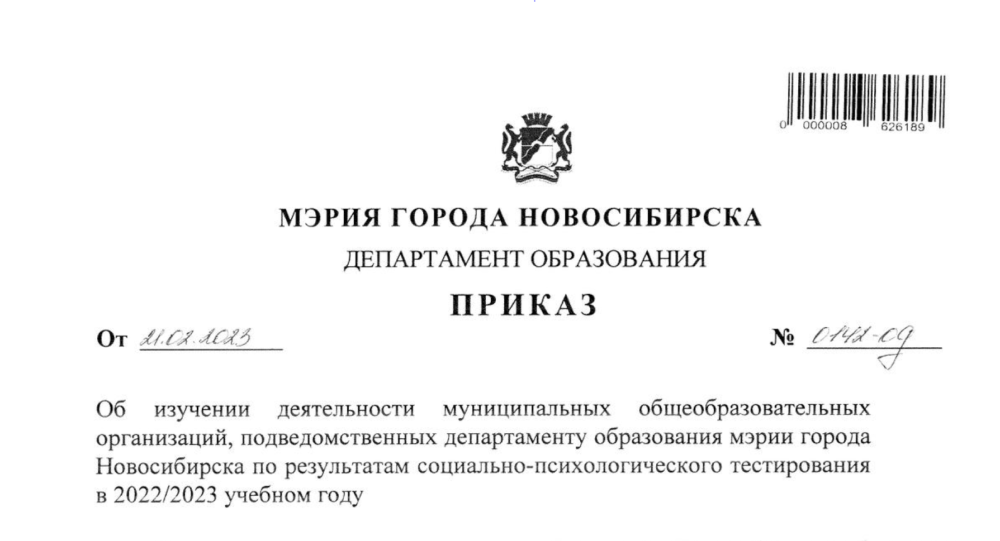 0 000008 626189
МЭРИЯ ГОРОДА НОВОСИБИРСКА
ДЕПАРТАМЕНТ ОБРАЗОВАНИЯ
ПРИКАЗ
От 21.02.2023 № 0142-од
Об изучении деятельности муниципальных общеобразовательных
организаций, подведомственных департаменту образования мэрии города
Новосибирска по результатам социально-психологического тестирования
в 2022/2023 учебном году